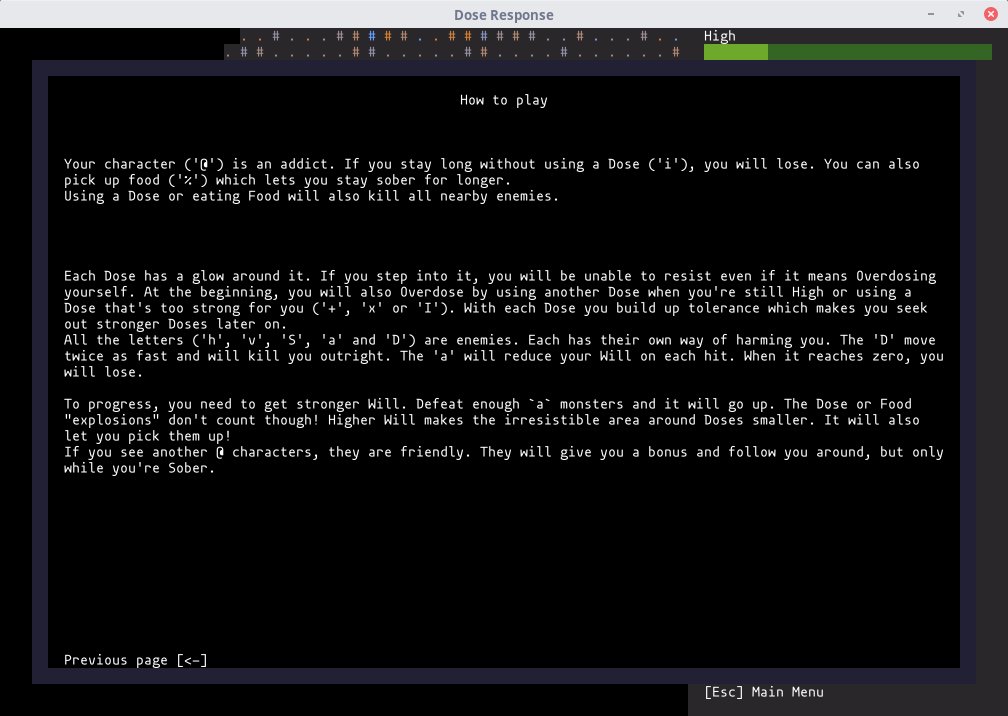 Dose Response
. . # . . . # # # # # . . # # # # # # . . # . . . # . .
High
. # # . . . . . # # . . . . . # # . . . . # . . . . . . #
How to play
Your character ('@') is an addict. If you stay long without using a Dose ('i'), you will lose. You can also
pick up food ('%') which lets you stay sober for longer.
Using a Dose or eating Food will also kill all nearby enemies.
Each Dose has a glow around it. If you step into it, you will be unable to resist even if it means Overdosing
yourself. At the beginning, you will also Overdose by using another Dose when you're still High or using a
Dose that's too strong for you ('+', 'x' or 'I'). With each Dose you build up tolerance which makes you seek
out stronger Doses later on.
All the letters ('h', 'v', 'S', 'a' and 'D') are enemies. Each has their own way of harming you. The 'D' move
twice as fast and will kill you outright. The 'a' will reduce your Will on each hit. When it reaches zero, you
will lose.
To progress, you need to get stronger Will. Defeat enough `a` monsters and it will go up. The Dose or Food
"explosions" don't count though! Higher Will makes the irresistible area around Doses smaller. It will also
let you pick them up!
If you see another @ characters, they are friendly. They will give you a bonus and follow you around, but only
while you're Sober.
Previous page [<-]
[Esc] Main Menu